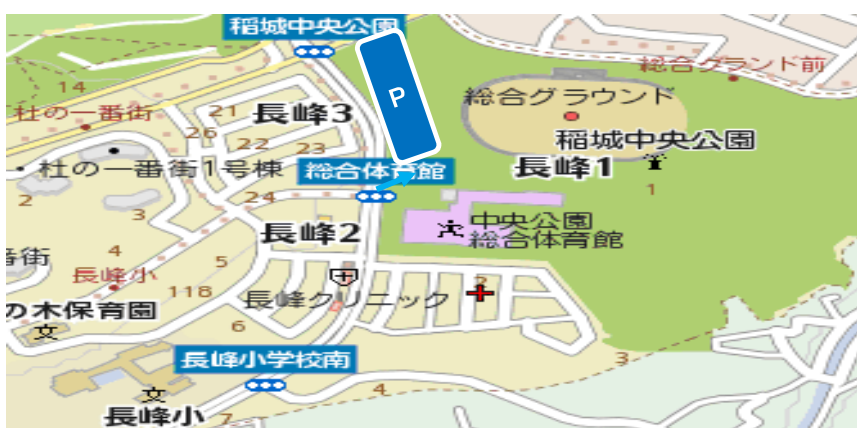 稲城中央公園
P
総合グランド前
14
杜の一番街
21
長峰3
総合グラウンド
26
22
23
稲城中央公園
杜の一番街1号棟
総合体育館
長峰1
1
2
24
3
長峰2
中央公園
総合体育館
番街
4
5
長峰小
2
118
長峰クリニック
の木保育園
文
6
長峰小学校南
3
4
文
長峰小
7